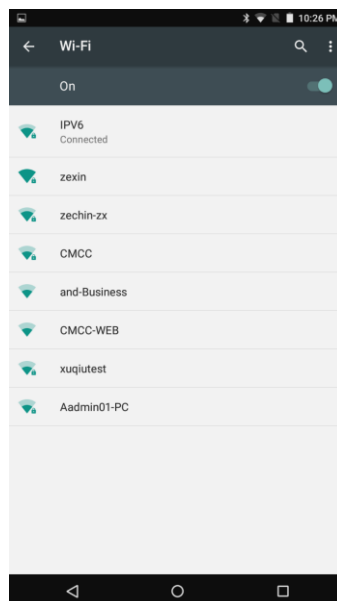 10:26 PM
Wi-Fi
On
IPV6
Connected
zexin
zechin-zx
CMCC
and-Business
CMCC-WEB
xuqiutest
Aadmin01-PC